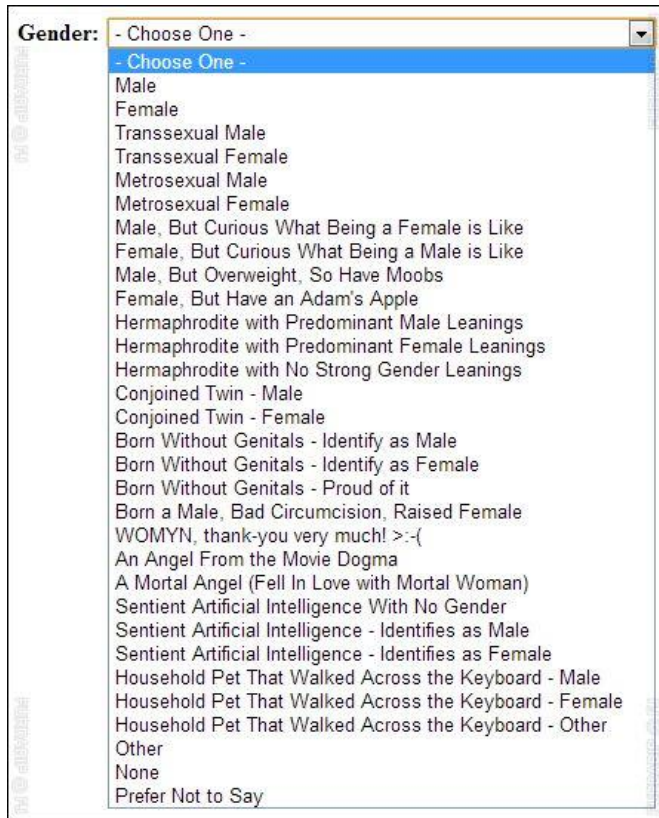 Gender: - Choose One -
- Choose One -
Male
Female
Transsexual Male
Transsexual Female
Metrosexual Male
Metrosexual Female
Male, But Curious What Being a Female is Like
Female, But Curious What Being a Male is Like
Male, But Overweight, So Have Moobs
Female, But Have an Adam's Apple
Hermaphrodite with Predominant Male Leanings
Hermaphrodite with Predominant Female Leanings
Hermaphrodite with No Strong Gender Leanings
Conjoined Twin - Male
Conjoined Twin - Female
Born Without Genitals - Identify as Male
Born Without Genitals - Identify as Female
Born Without Genitals - Proud of it
Born a Male, Bad Circumcision, Raised Female
WOMYN, thank-you very much! >:-(
An Angel From the Movie Dogma
A Mortal Angel (Fell In Love with Mortal Woman)
Sentient Artificial Intelligence With No Gender
Sentient Artificial Intelligence - Identifies as Male
Sentient Artificial Intelligence - Identifies as Female
Household Pet That Walked Across the Keyboard - Male
Household Pet That Walked Across the Keyboard - Female
Household Pet That Walked Across the Keyboard - Other
Other
None
Prefer Not to Say